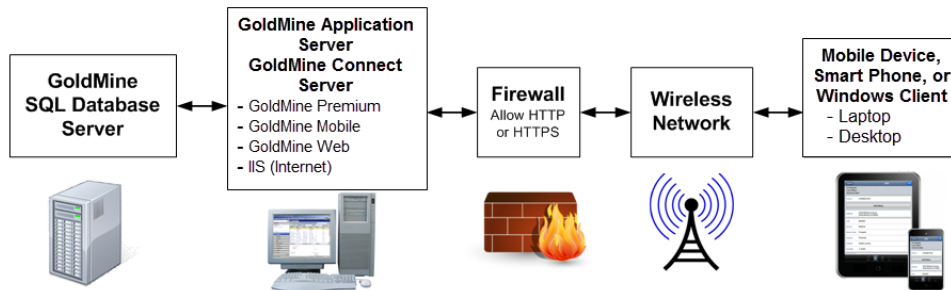 GoldMine
SQL Database
Server
GoldMine Application
Server
GoldMine Connect
Server
- GoldMine Premium
- GoldMine Mobile
- GoldMine Web
- IIS (Internet)
Firewall
Allow HTTP
or HTTPS
Wireless
Network
Mobile Device,
Smart Phone, or
Windows Client
- Laptop
- Desktop